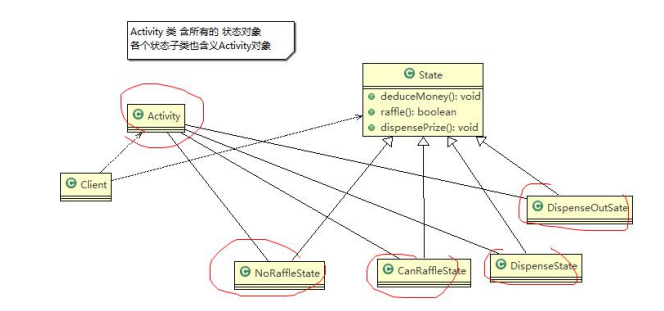 Activity 类 含所有的 状态对象
各个状态子类也含义Activity对象
State
deduceMoney(): void
raffle(): boolean
dispensePrize(): void
Activity
Client
DispenseOutSate
NoRaffleState
CanRaffleState
DispenseState